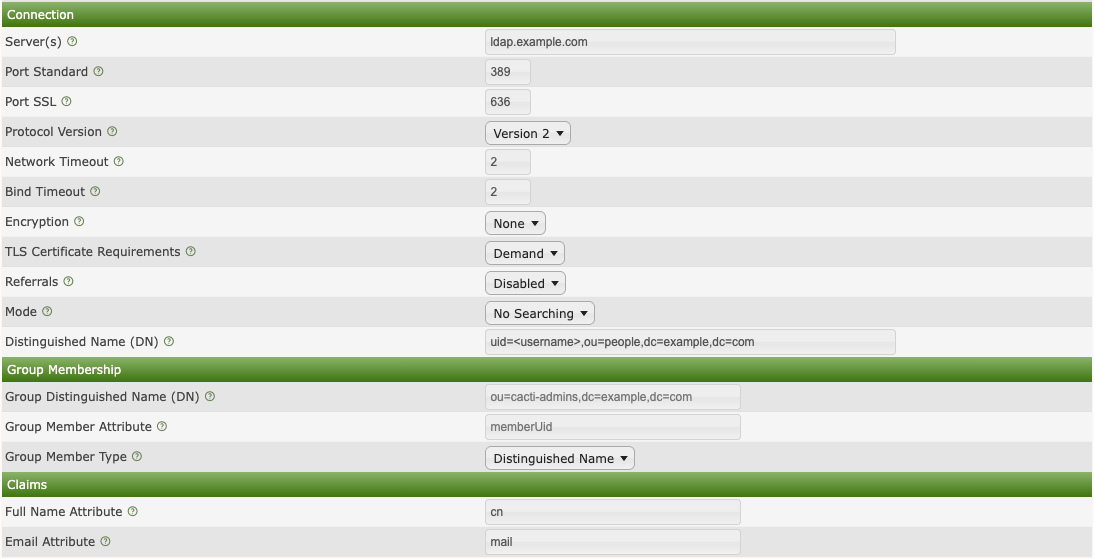 Connection
Server(s) ldap.example.com
Port Standard 389
Port SSL 636
Protocol Version Version 2
Network Timeout 2
Bind Timeout 2
Encryption None
TLS Certificate Requirements Demand
Referrals Disabled
Mode No Searching
Distinguished Name (DN) uid=<username>,ou=people,dc=example,dc=com
Group Membership
Group Distinguished Name (DN) ou=cacti-admins,dc=example,dc=com
Group Member Attribute memberUid
Group Member Type Distinguished Name
Claims
Full Name Attribute cn
Email Attribute mail